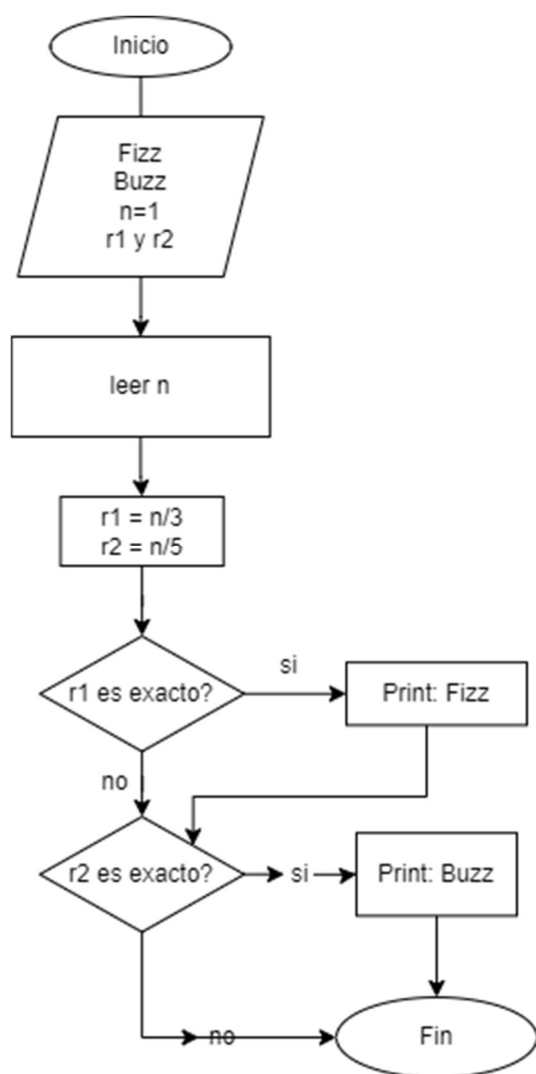 Inicio
Fizz
Buzz
n=1
r1 y r2
leer n
r1 = n/3
r2 = n/5
r1 es exacto?
si
Print: Fizz
no
r2 es exacto?
si
Print: Buzz
no
Fin